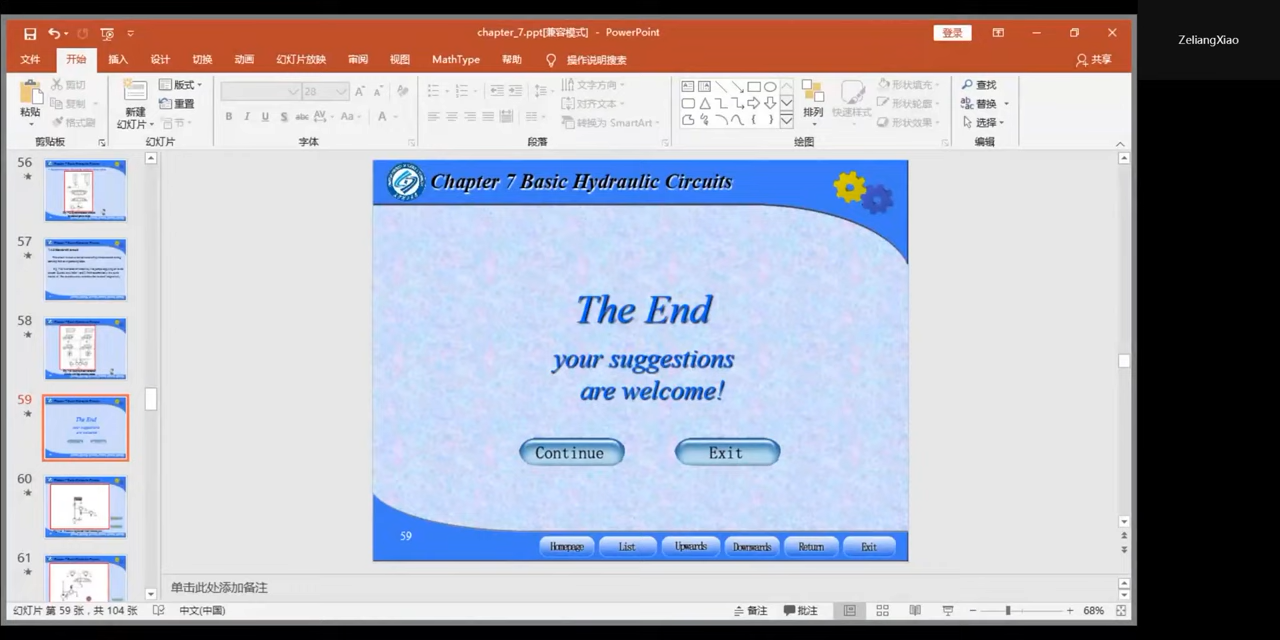 chapter_7.ppt[兼容模式] - PowerPoint
登录
ZeliangXiao
文件 开始 插入 设计 切换 动画 幻灯片放映 审阅 视图 MathType 帮助 操作说明搜索 共享
粘贴 剪切 复制 格式刷 剪贴板
新建 幻灯片 版式 重置 节 幻灯片
28
B I U S abc AV Aa A
字体
文字方向
对齐文本
转换为 SmartArt
段落
排列 快速样式
形状填充
形状轮廓
形状效果
绘图
查找
替换
选择
编辑
56
57
58
59
60
61
Chapter 7 Basic Hydraulic Circuits
The End
your suggestions
are welcome!
Continue Exit
59
Homepage List Upwards Downwards Return Exit
单击此处添加备注
幻灯片 第 59 张，共 104 张 中文(中国) 备注 批注 68%